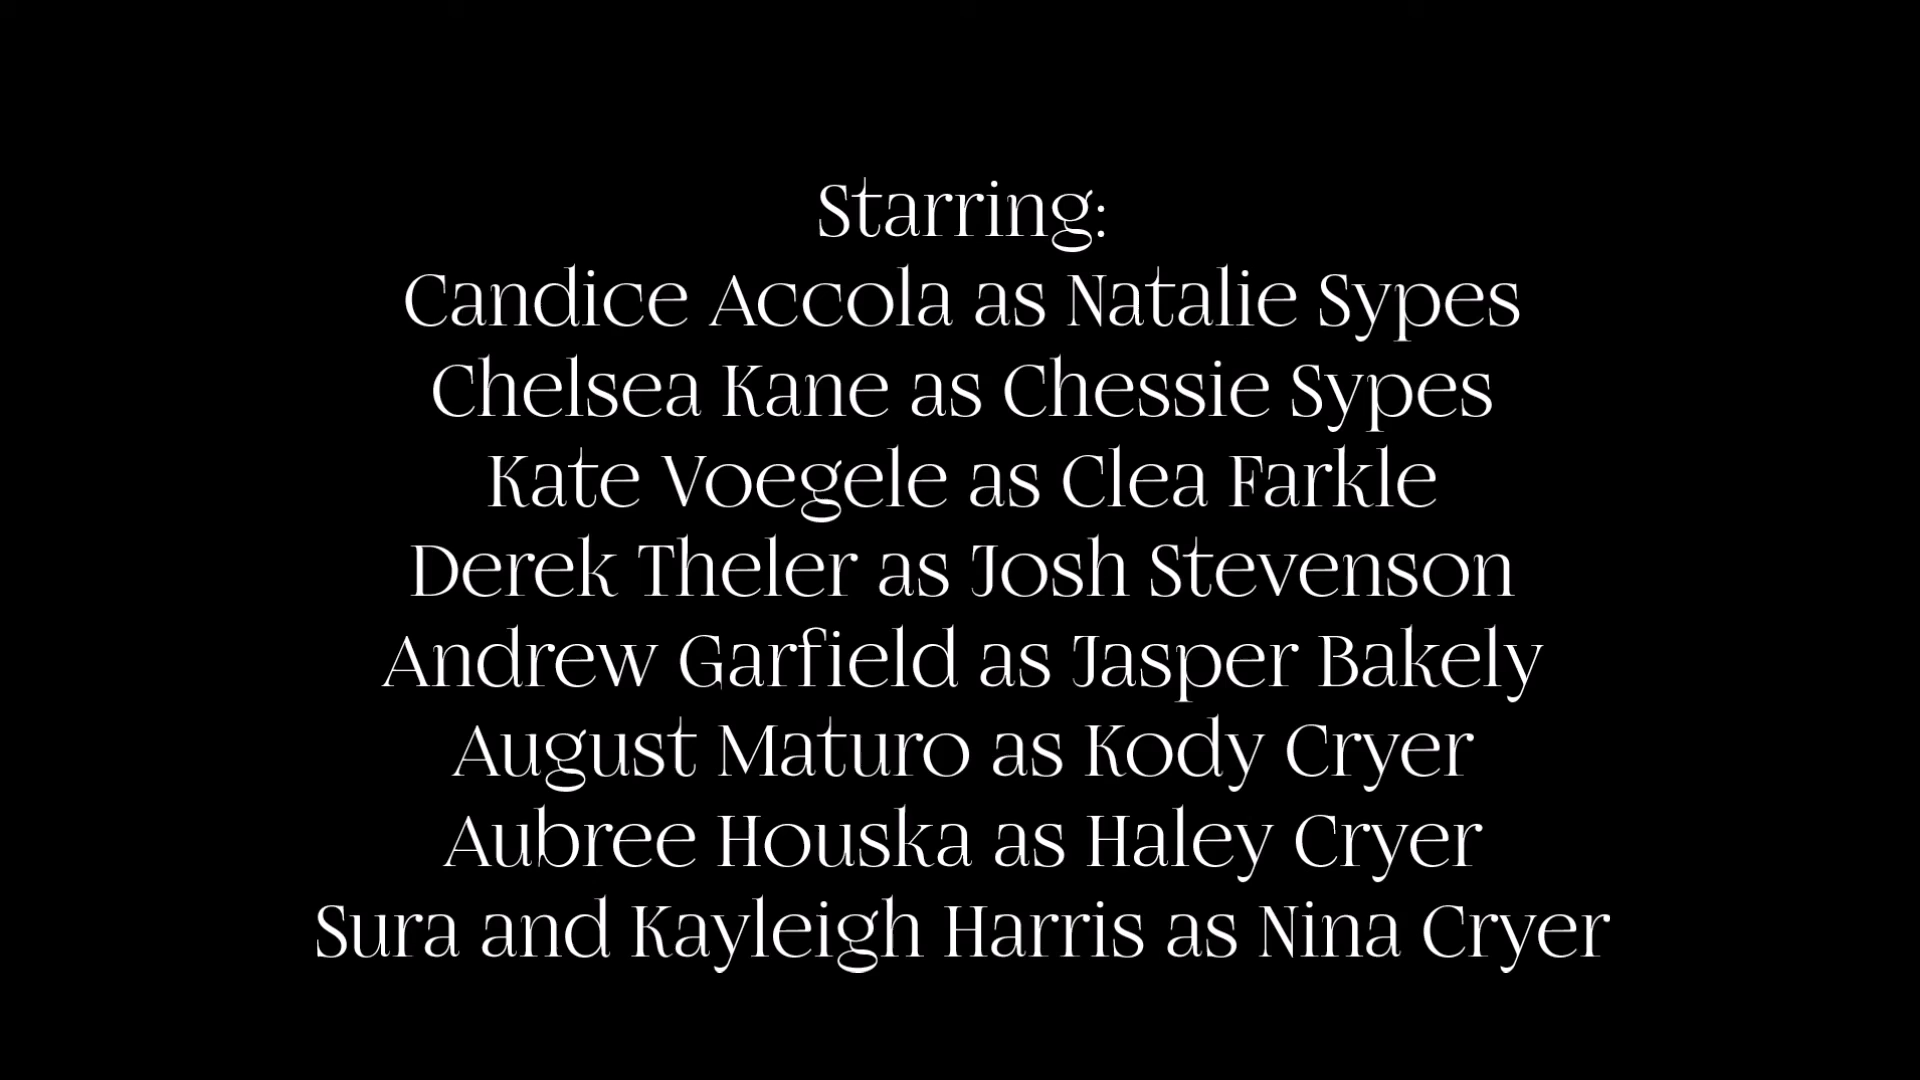 Starring:
Candice Accola as Natalie Sypes
Chelsea Kane as Chessie Sypes
Kate Voegele as Clea Farkle
Derek Theler as Josh Stevenson
Andrew Garfield as Jasper Bakely
August Maturo as Kody Cryer
Aubree Houska as Haley Cryer
Sura and Kayleigh Harris as Nina Cryer